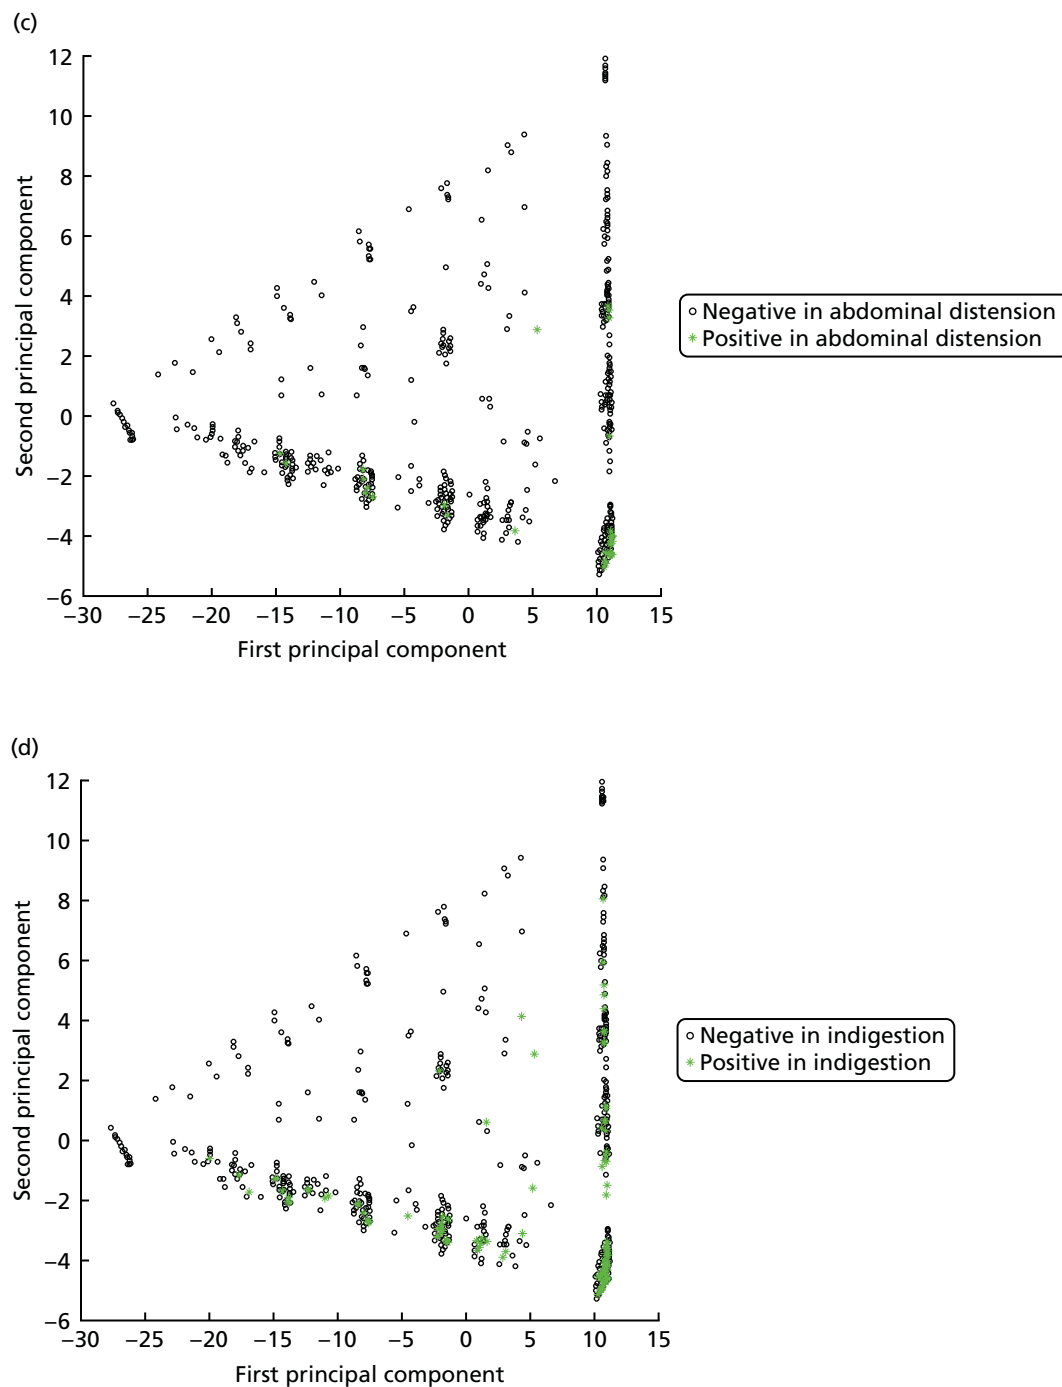 (c)
12
10
8
6
4
2
0
−2
−4
−6
Second principal component
−30 −25 −20 −15 −10 −5 0 5 10 15
First principal component
Negative in abdominal distension
Positive in abdominal distension
(d)
12
10
8
6
4
2
0
−2
−4
−6
Second principal component
−30 −25 −20 −15 −10 −5 0 5 10 15
First principal component
Negative in indigestion
Positive in indigestion